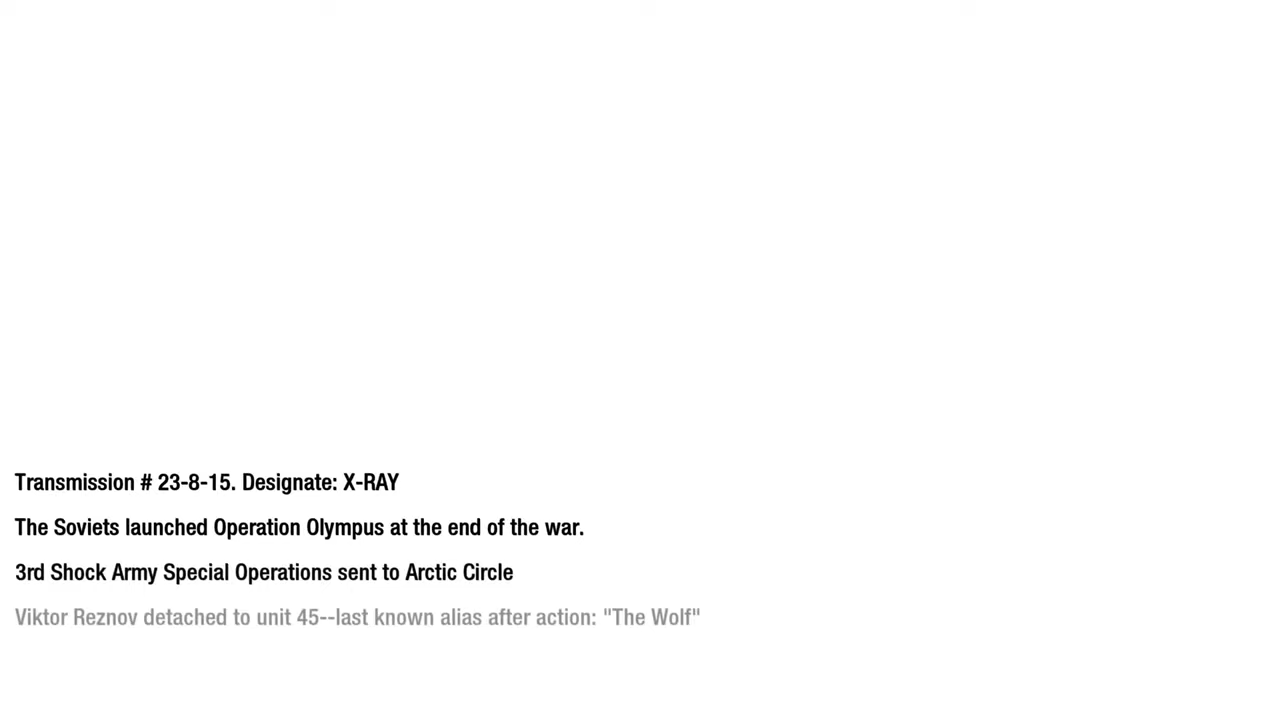 Transmission # 23-8-15. Designate: X-RAY
The Soviets launched Operation Olympus at the end of the war.
3rd Shock Army Special Operations sent to Arctic Circle
Viktor Reznov detached to unit 45--last known alias after action: "The Wolf"